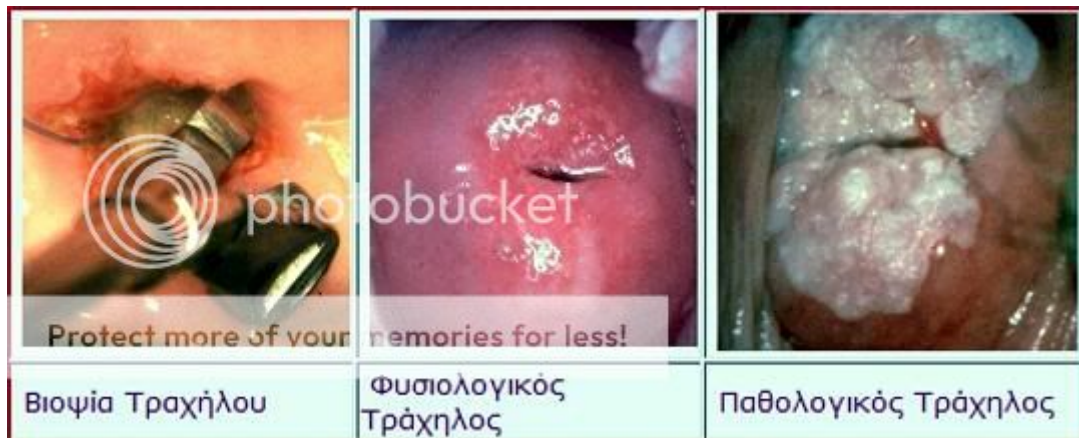 photobucket
Protect more of your memories for less!
Βιοψία Τραχήλου
Φυσιολογικός
Τράχηλος
Παθολογικός Τράχηλος